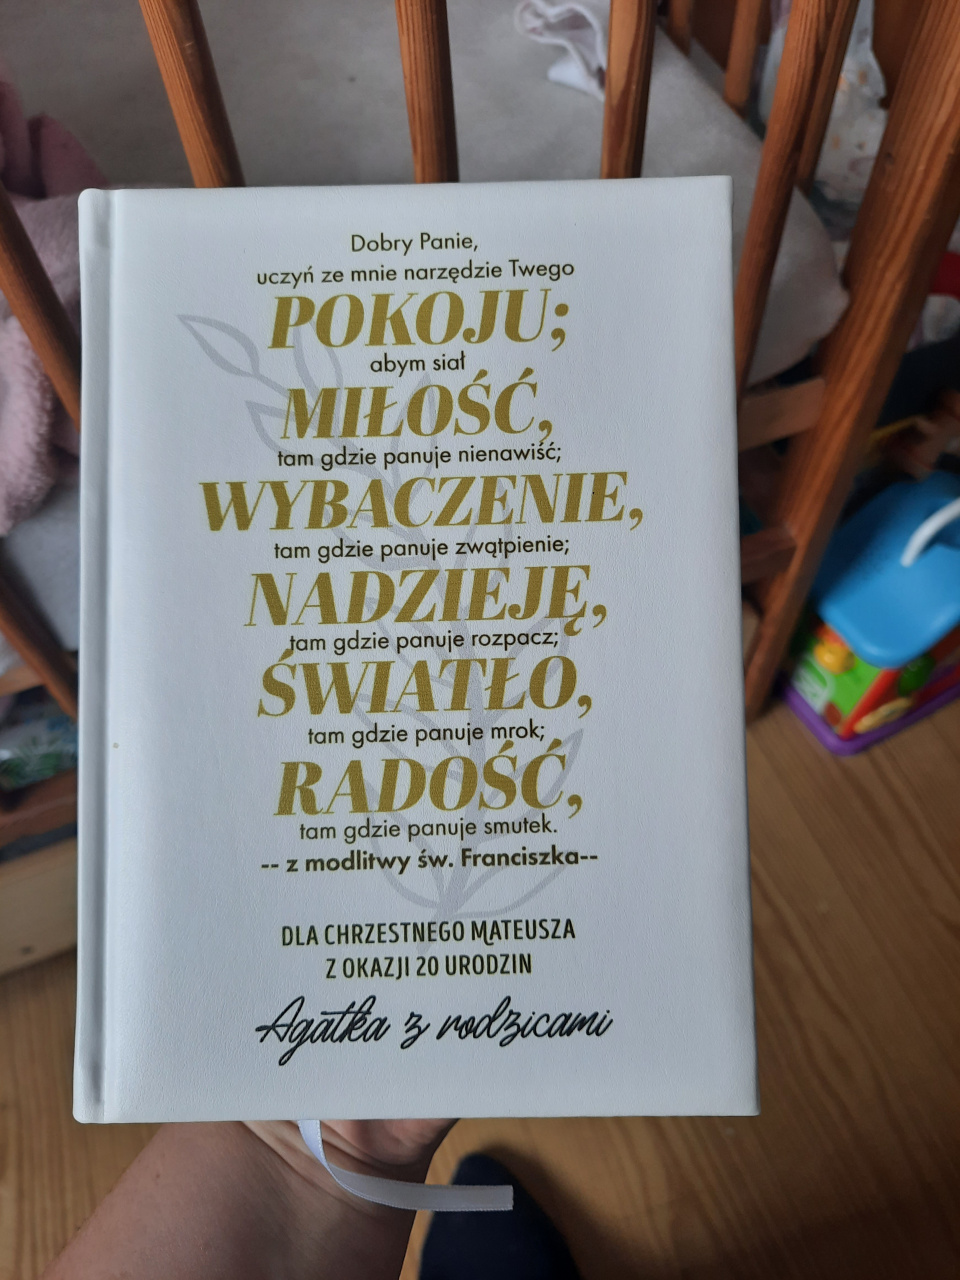 Dobry Panie,
uczyń ze mnie narzędzie Twego
POKOJU;
abym siał
MIŁOŚĆ,
tam gdzie panuje nienawiść;
WYBACZENIE,
tam gdzie panuje zwątpienie;
NADZIEJĘ,
tam gdzie panuje rozpacz;
ŚWIATŁO,
tam gdzie panuje mrok;
RADOŚĆ,
tam gdzie panuje smutek.
-- z modlitwy św. Franciszka--
DLA CHRZESTNEGO MATEUSZA
Z OKAZJI 20 URODZIN
Agatka z rodzicami